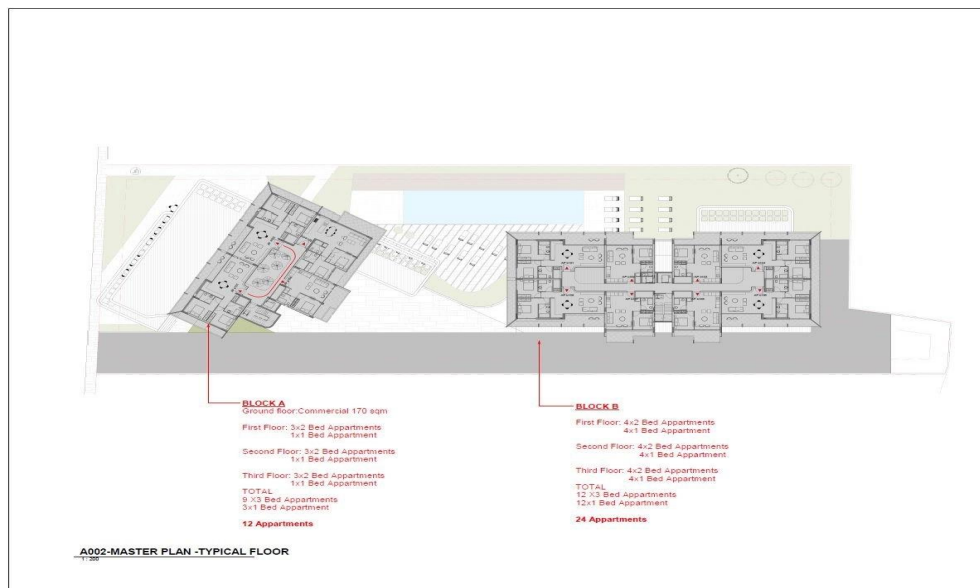 BLOCK A
Ground floor:Commercial 170 sqm
First Floor: 3x2 Bed Appartments
1x1 Bed Appartment
Second Floor: 3x2 Bed Appartments
1x1 Bed Appartment
Third Floor: 3x2 Bed Appartments
1x1 Bed Appartment
TOTAL
9 X3 Bed Appartments
3x1 Bed Appartment
12 Appartments
BLOCK B
First Floor: 4x2 Bed Appartments
4x1 Bed Appartment
Second Floor: 4x2 Bed Appartments
4x1 Bed Appartment
Third Floor: 4x2 Bed Appartments
4x1 Bed Appartment
TOTAL
12 X3 Bed Appartments
12x1 Bed Appartment
24 Appartments
A002-MASTER PLAN -TYPICAL FLOOR
1 : 200